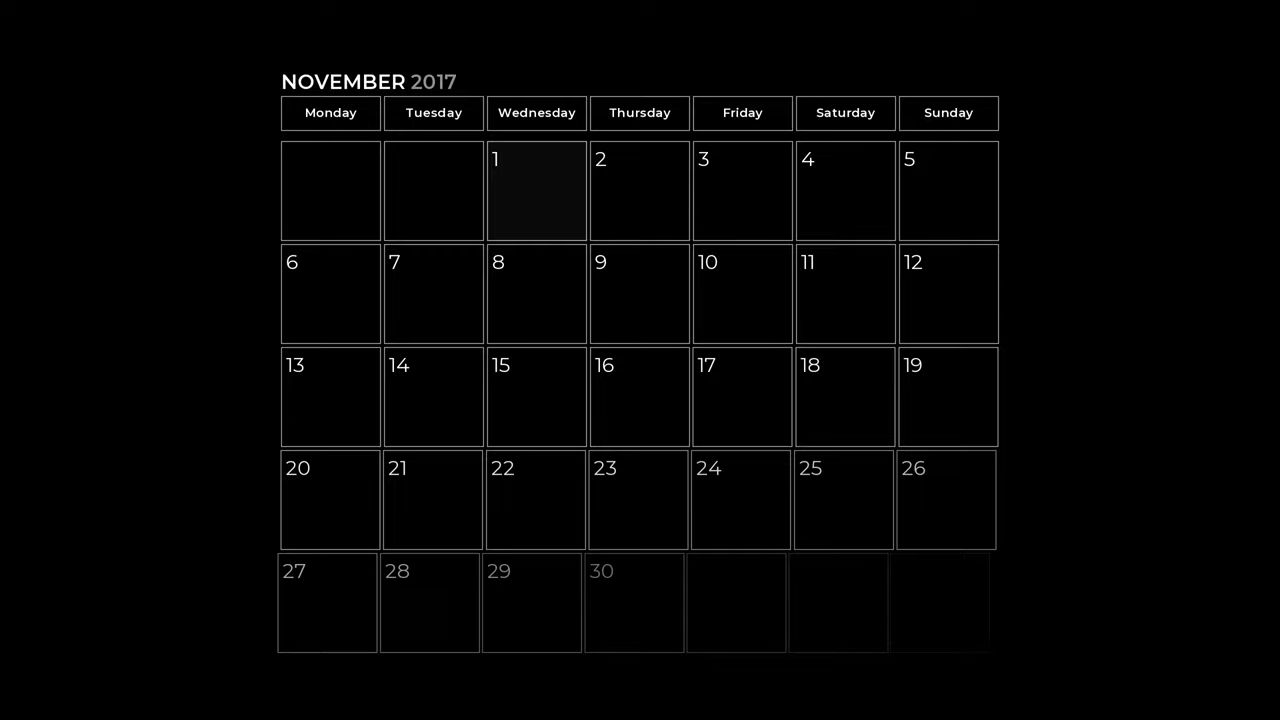 NOVEMBER 2017
Monday Tuesday Wednesday Thursday Friday Saturday Sunday
1 2 3 4 5
6 7 8 9 10 11 12
13 14 15 16 17 18 19
20 21 22 23 24 25 26
27 28 29 30